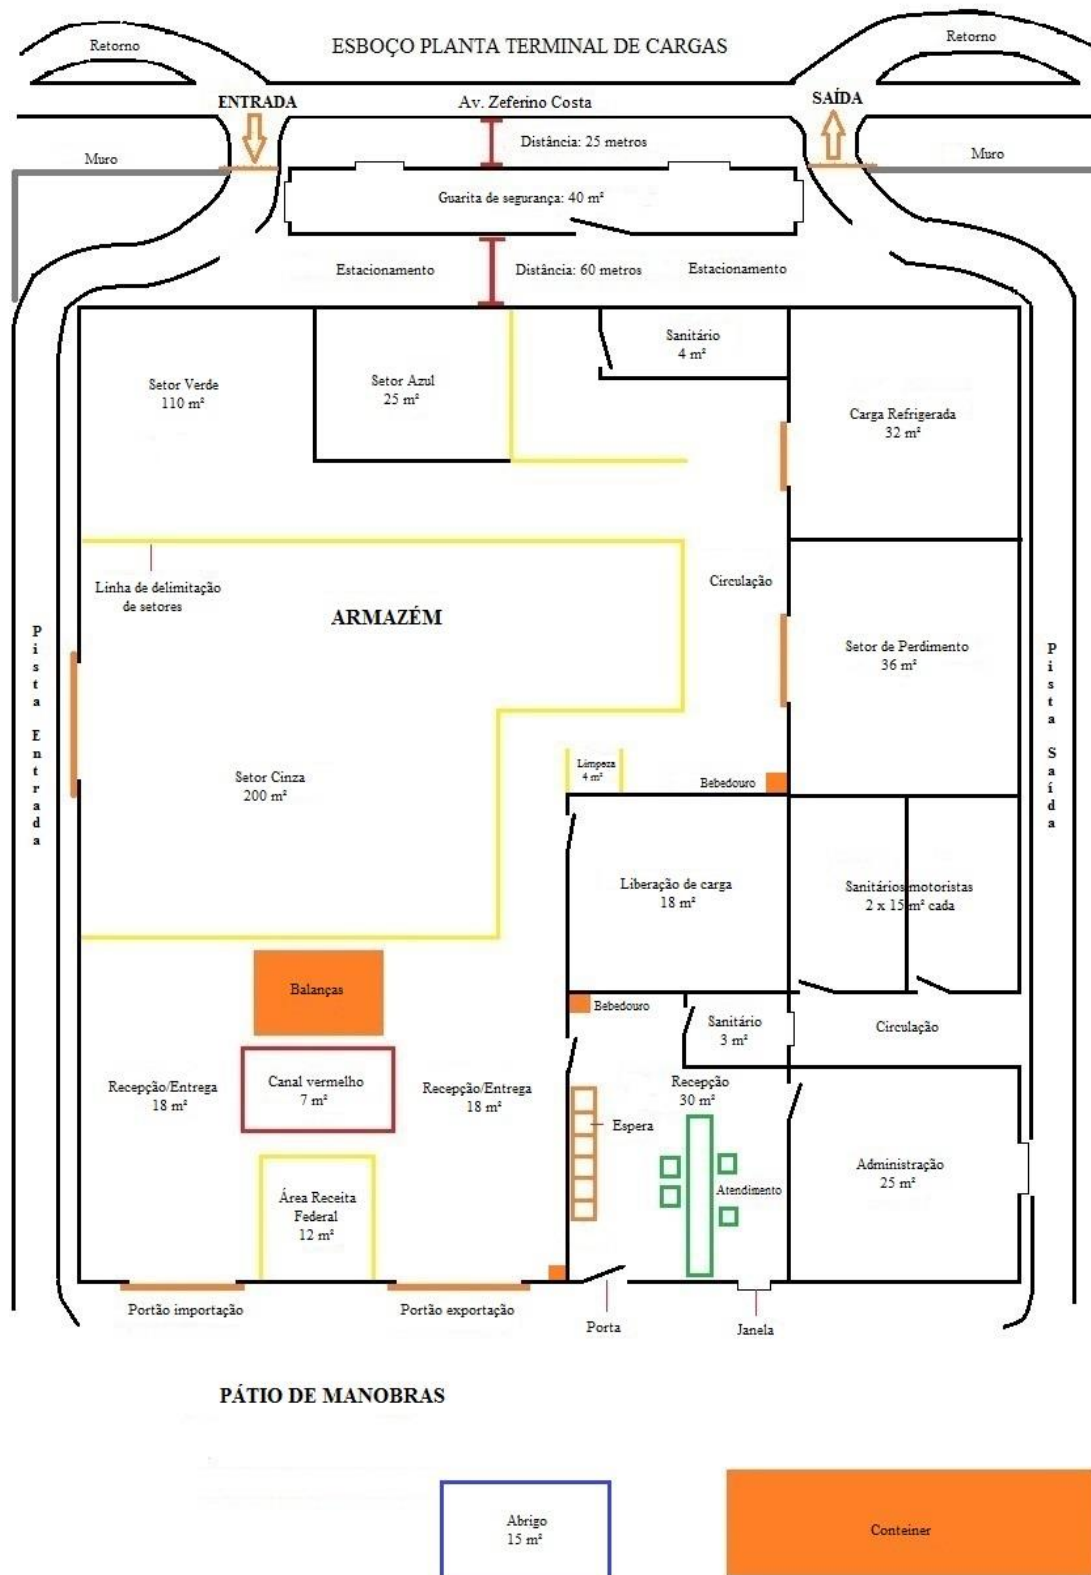 Retorno
ESBOÇO PLANTA TERMINAL DE CARGAS
Retorno
ENTRADA
Av. Zeferino Costa
SAÍDA
Distância: 25 metros
Muro
Muro
Guarita de segurança: 40 m²
Estacionamento
Distância: 60 metros
Estacionamento
Setor Verde
110 m²
Setor Azul
25 m²
Sanitário
4 m²
Carga Refrigerada
32 m²
Linha de delimitação
de setores
ARMAZÉM
Circulação
Setor de Perdimento
36 m²
Pista Entrada
Pista Saída
Setor Cinza
200 m²
Limpeza
4 m²
Bebedouro
Liberação de carga
18 m²
Sanitários motoristas
2 x 15 m² cada
Balanças
Bebedouro
Sanitário
3 m²
Circulação
Recepção/Entrega
18 m²
Canal vermelho
7 m²
Recepção/Entrega
18 m²
Recepção
30 m²
Espera
Atendimento
Administração
25 m²
Área Receita
Federal
12 m²
Portão importação
Portão exportação
Porta
Janela
PÁTIO DE MANOBRAS
Abrigo
15 m²
Conteiner